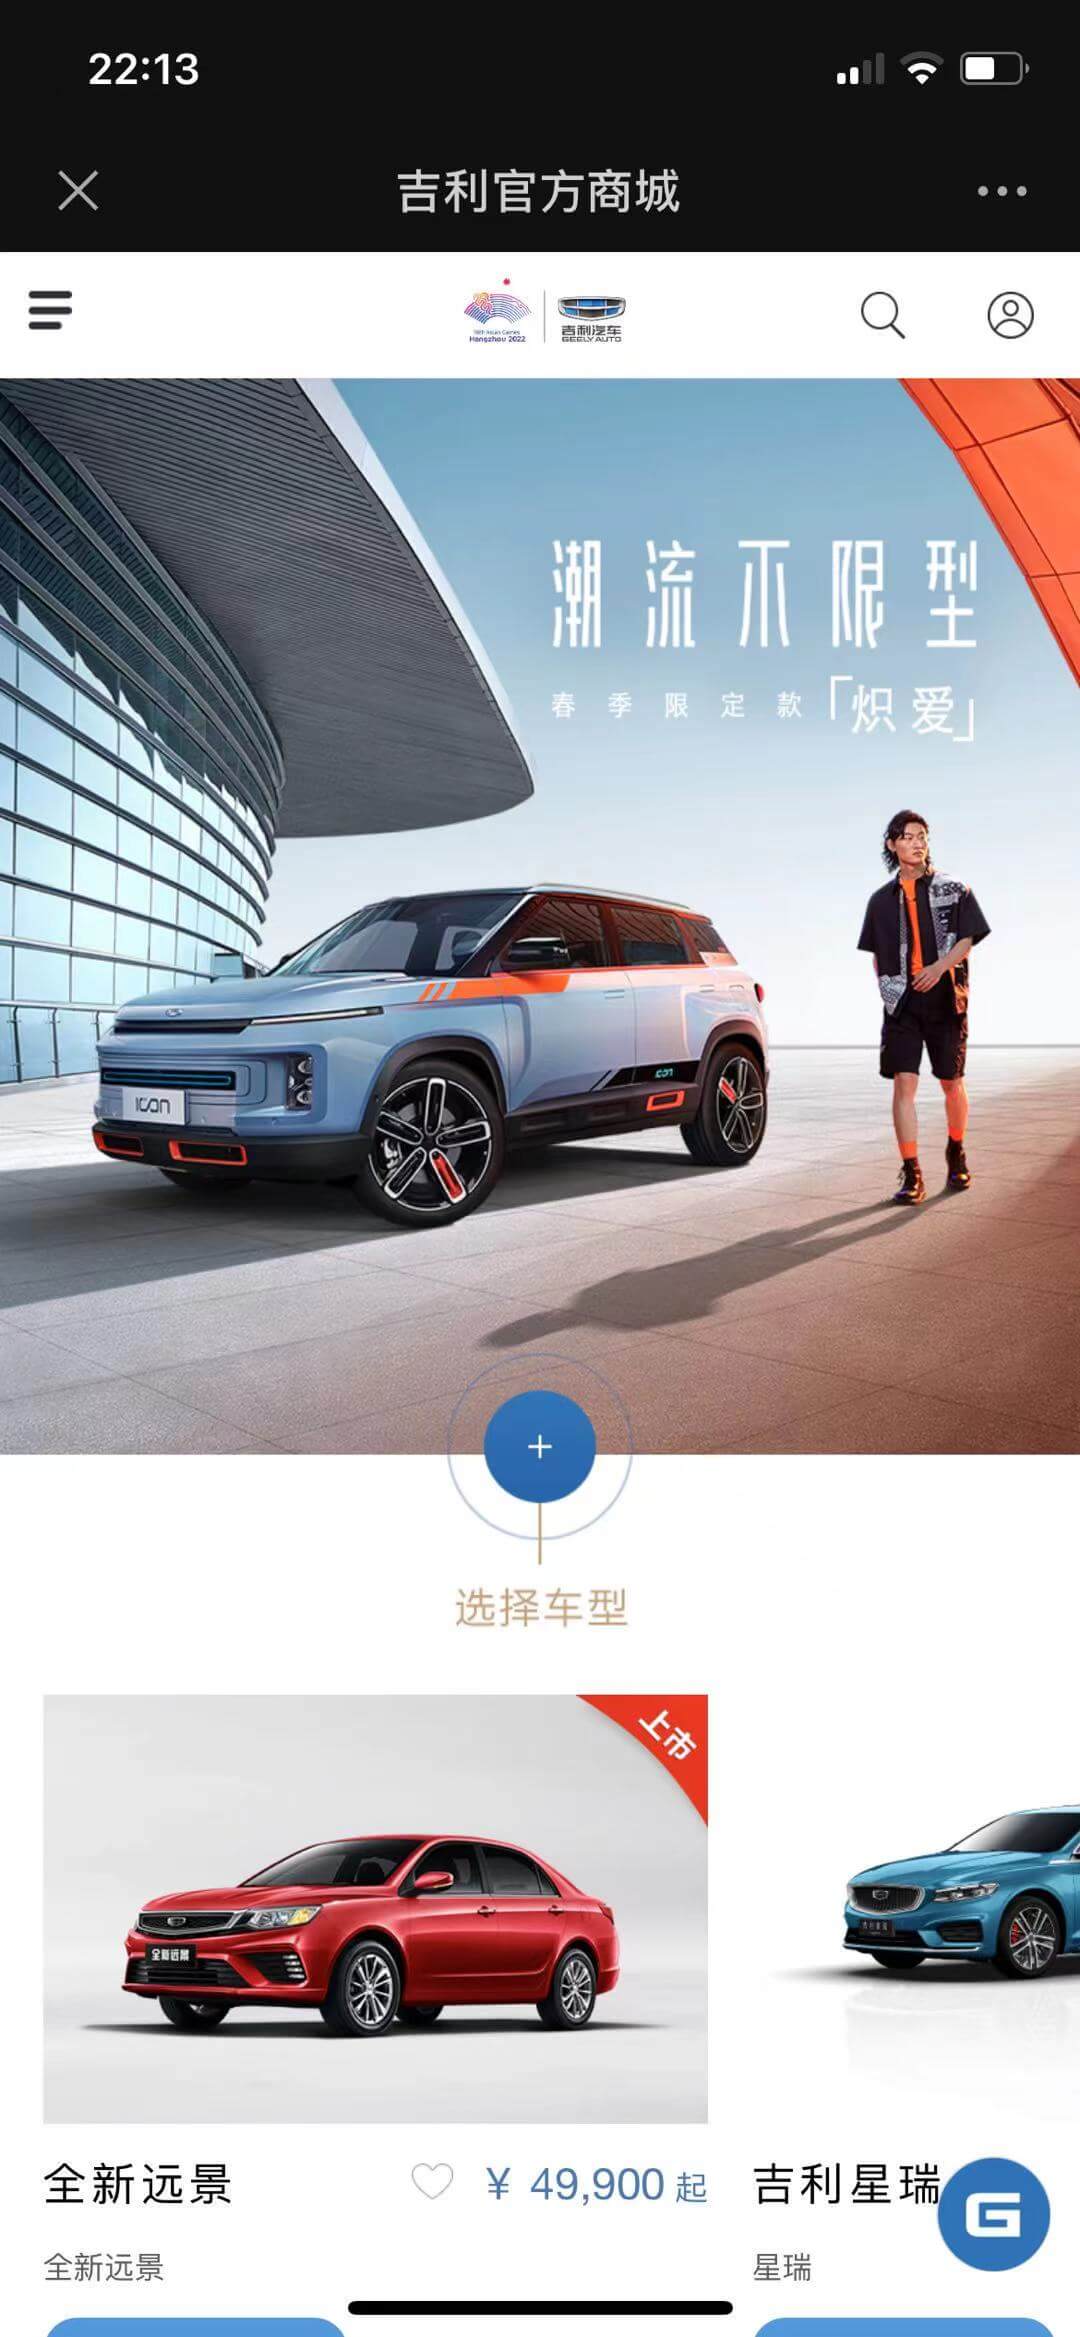 22:13
吉利官方商城
19th Asian Games
Hangzhou 2022
吉利汽车
GEELY AUTO
潮流不限型
春季限定款「炽爱」
ICON
ICON
选择车型
上市
全新远景
全新远景
¥ 49,900 起
吉利星瑞
全新远景
星瑞